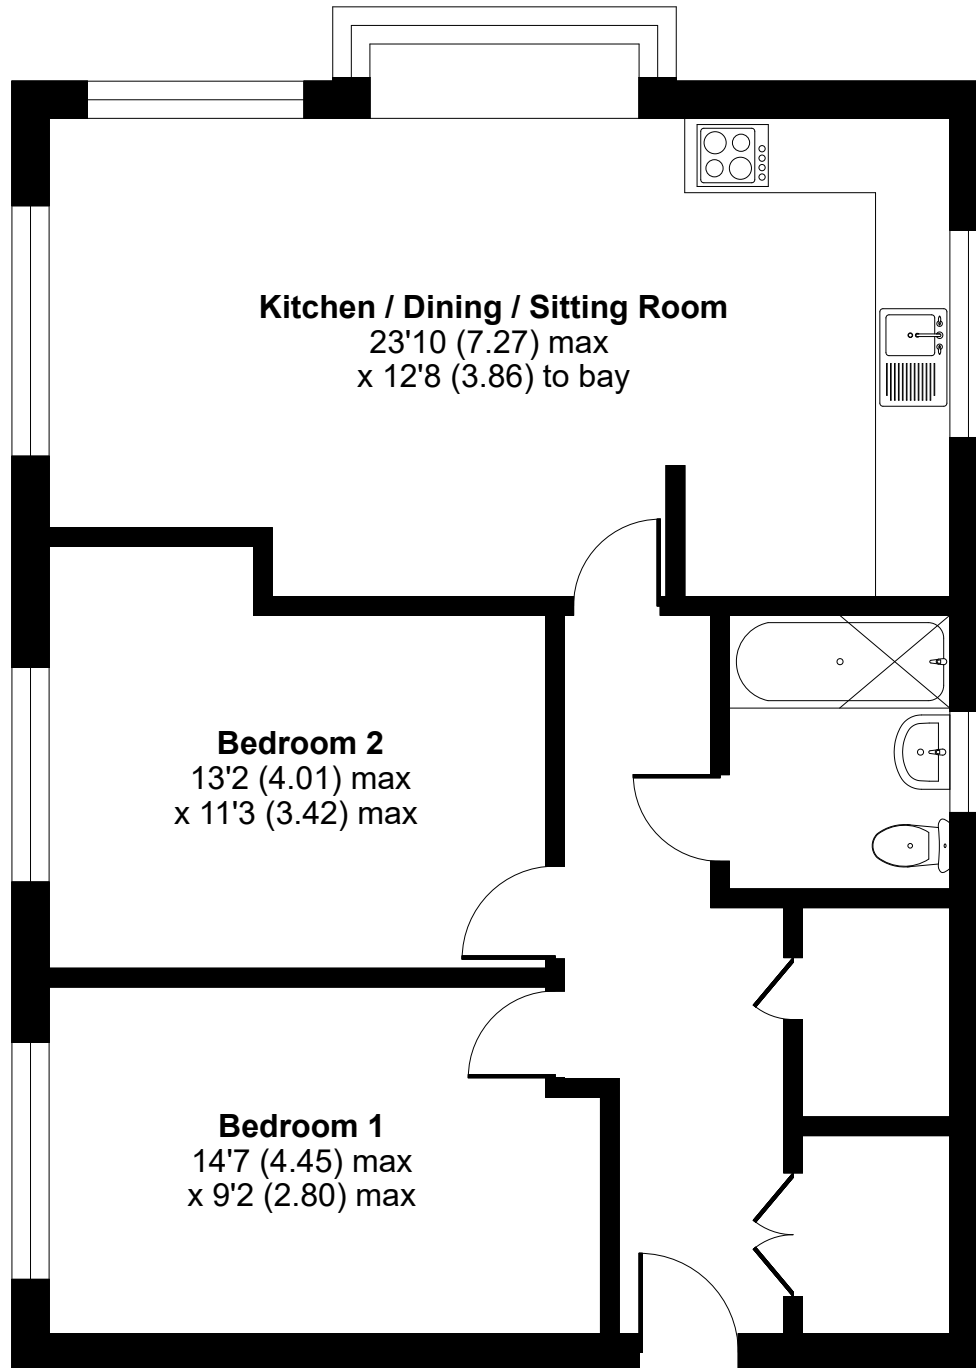 Kitchen / Dining / Sitting Room
23'10 (7.27) max
x 12'8 (3.86) to bay
Bedroom 2
13'2 (4.01) max
x 11'3 (3.42) max
Bedroom 1
14'7 (4.45) max
x 9'2 (2.80) max